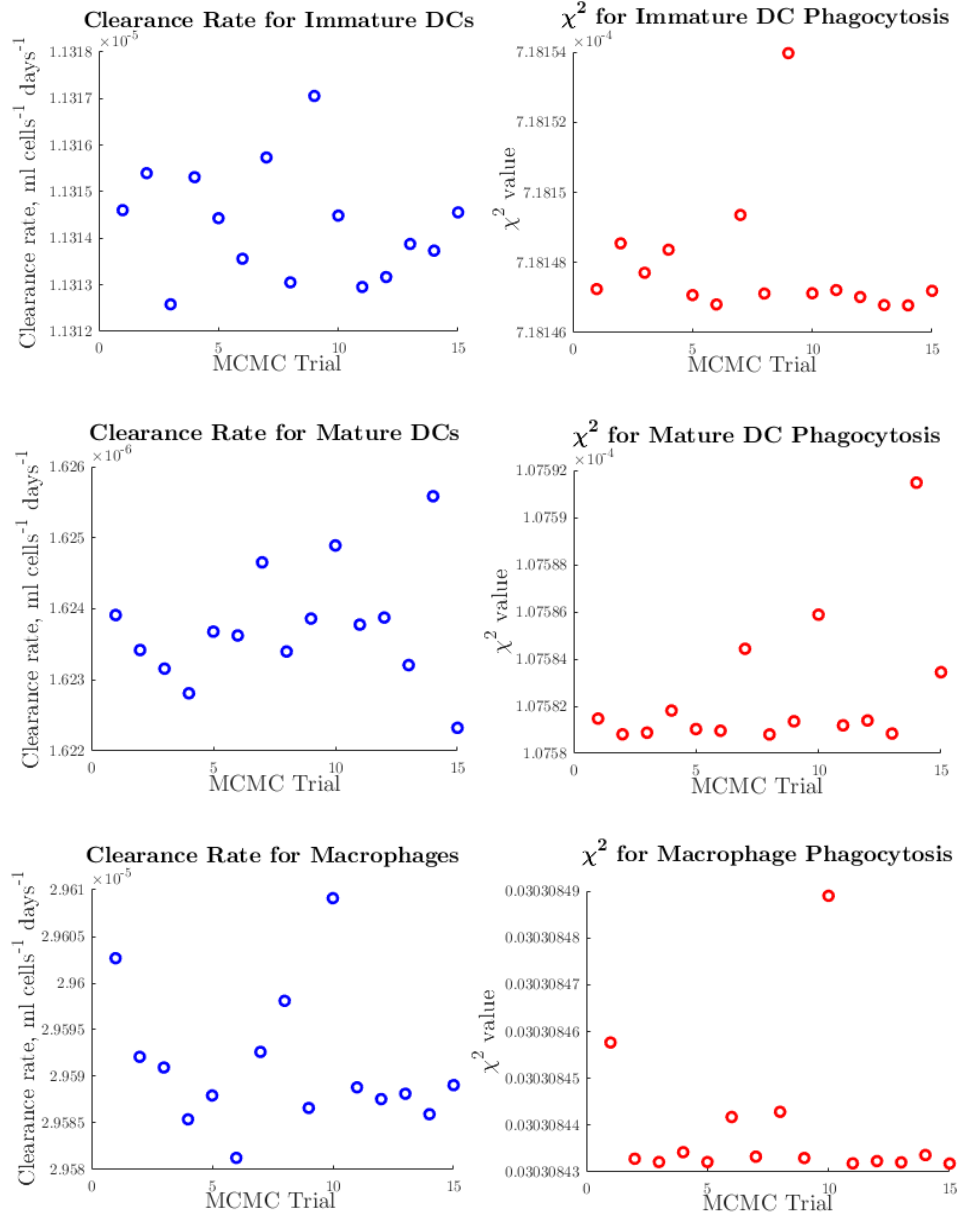 Clearance Rate for Immature DCs
×10⁻⁵
1.1318
1.1317
1.1316
1.1315
1.1314
1.1313
1.1312
0 5 10 15
MCMC Trial
Clearance rate, ml cells⁻¹ days⁻¹
χ² for Immature DC Phagocytosis
×10⁻⁴
7.18154
7.18152
7.1815
7.18148
7.18146
0 5 10 15
MCMC Trial
χ² value
Clearance Rate for Mature DCs
×10⁻⁶
1.626
1.625
1.624
1.623
1.622
0 5 10 15
MCMC Trial
Clearance rate, ml cells⁻¹ days⁻¹
χ² for Mature DC Phagocytosis
×10⁻⁴
1.07592
1.0759
1.07588
1.07586
1.07584
1.07582
1.0758
0 5 10 15
MCMC Trial
χ² value
Clearance Rate for Macrophages
×10⁻⁵
2.961
2.9605
2.96
2.9595
2.959
2.9585
2.958
0 5 10 15
MCMC Trial
Clearance rate, ml cells⁻¹ days⁻¹
χ² for Macrophage Phagocytosis
0.03030849
0.03030848
0.03030847
0.03030846
0.03030845
0.03030844
0.03030843
0 5 10 15
MCMC Trial
χ² value